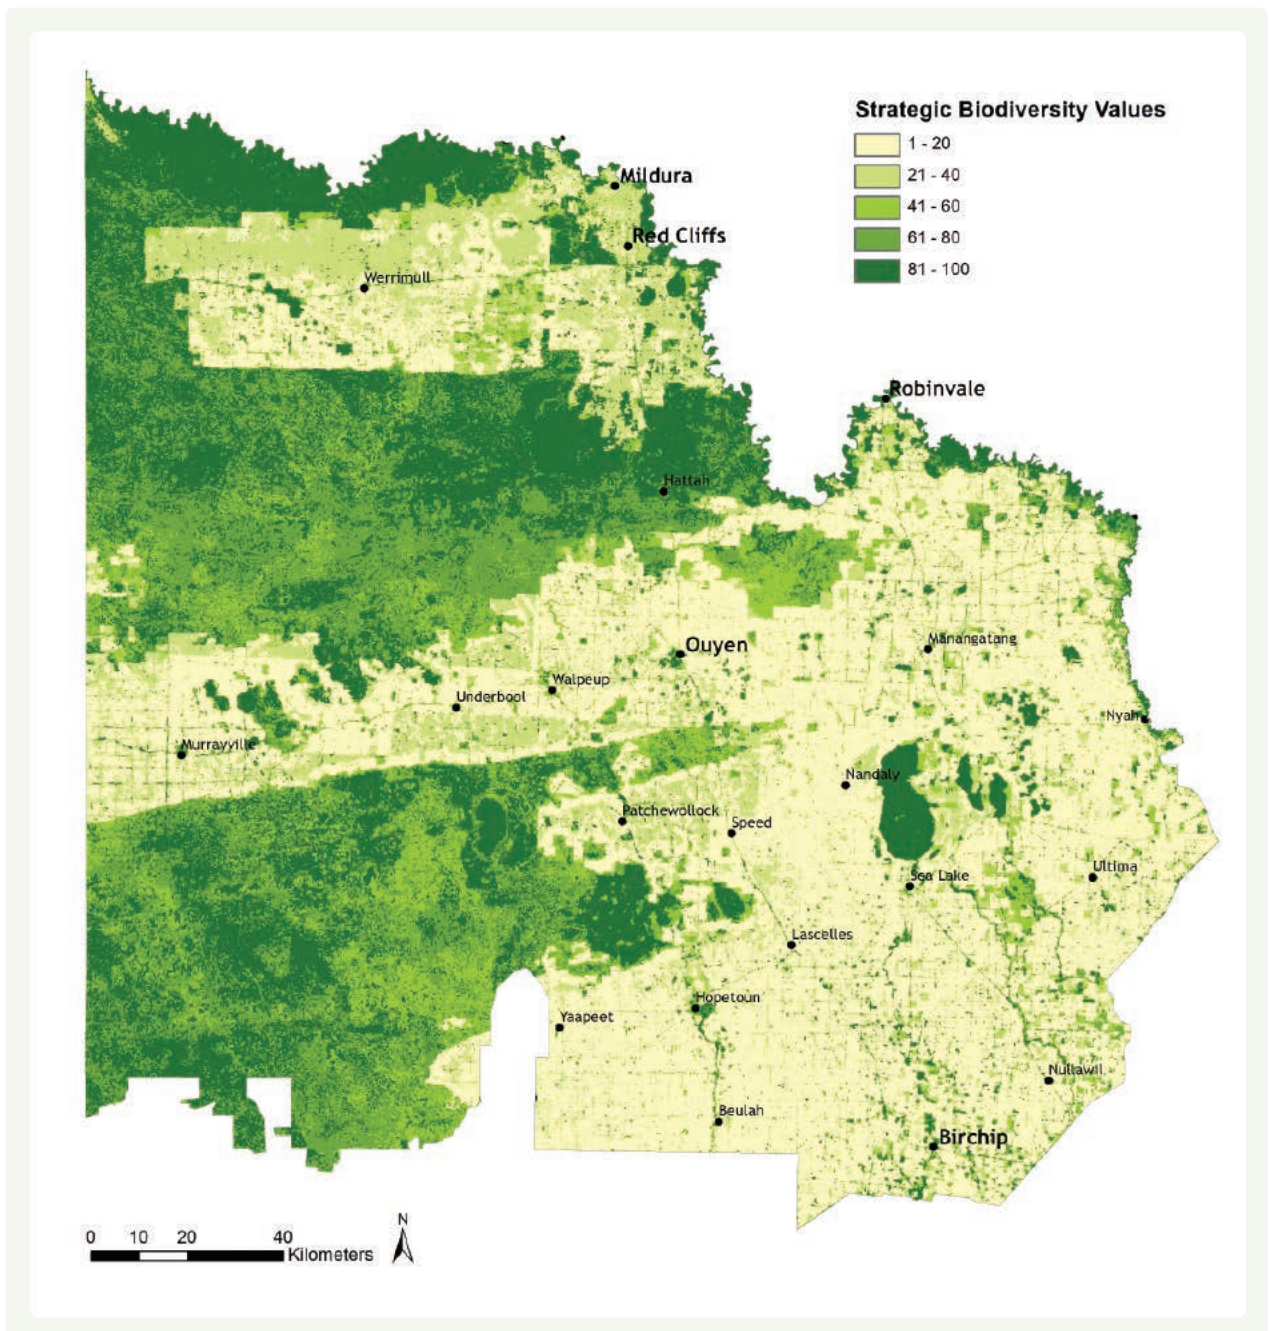 Strategic Biodiversity Values
1 - 20
21 - 40
41 - 60
61 - 80
81 - 100
Mildura
Red Cliffs
Werrimull
Robinvale
Hattah
Manangatang
Ouyen
Walpeup
Underbool
Nyah
Murrayville
Nandaly
Patchewollock
Speed
Ultima
Sea Lake
Lascelles
Hopetoun
Yaapeet
Nullawil
Beulah
Birchip
N
0 10 20 40
Kilometers